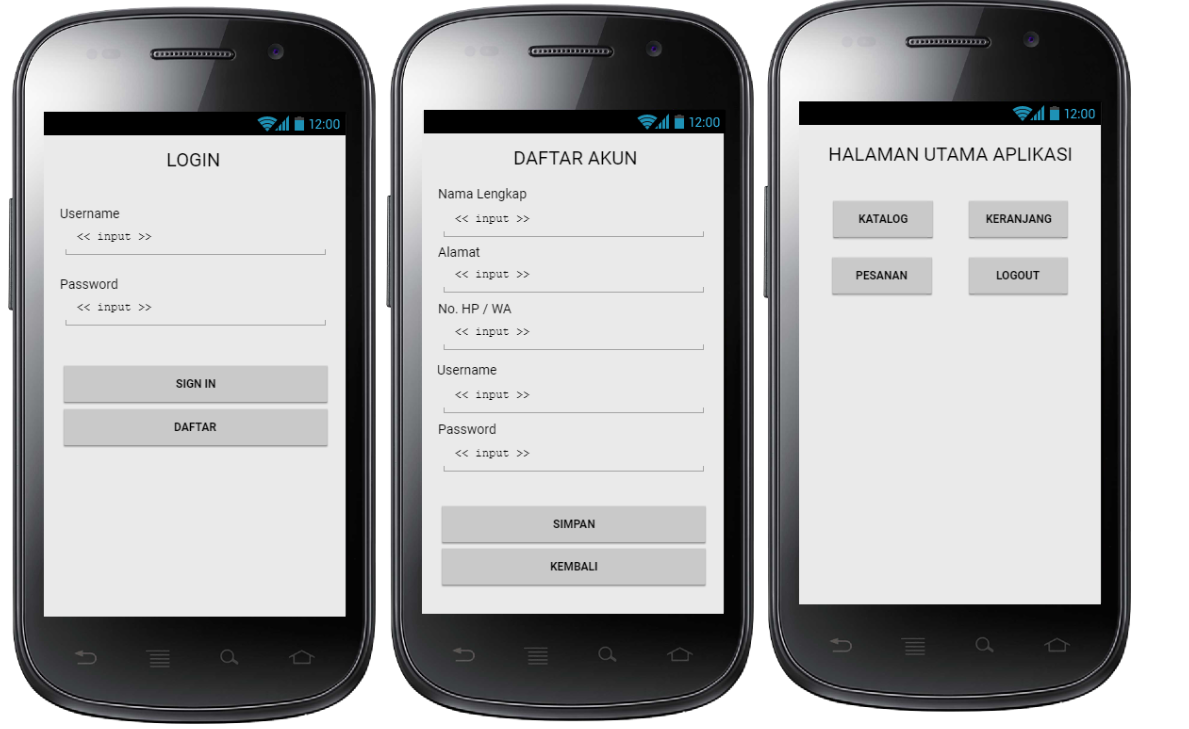 12:00
LOGIN
Username
<< input >>
Password
<< input >>
SIGN IN
DAFTAR
12:00
DAFTAR AKUN
Nama Lengkap
<< input >>
Alamat
<< input >>
No. HP / WA
<< input >>
Username
<< input >>
Password
<< input >>
SIMPAN
KEMBALI
12:00
HALAMAN UTAMA APLIKASI
KATALOG KERANJANG
PESANAN LOGOUT